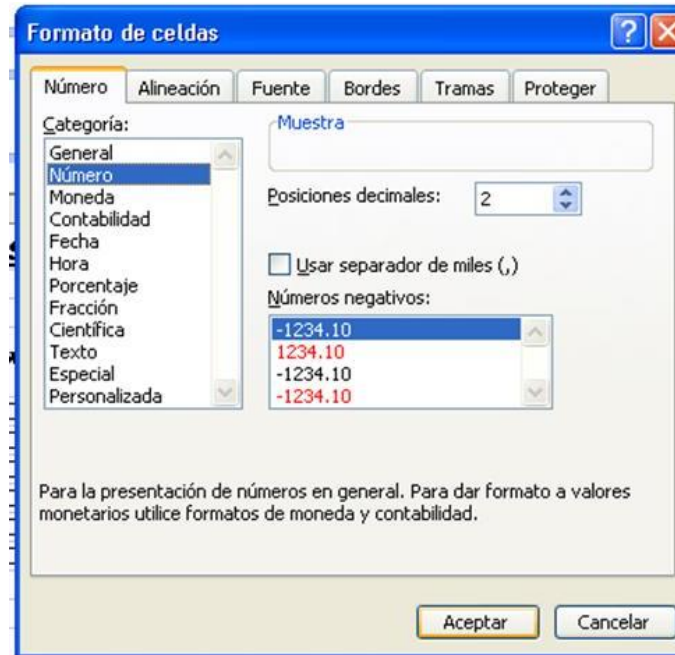 Formato de celdas
Número Alineación Fuente Bordes Tramas Proteger
Categoría:
General
Número
Moneda
Contabilidad
Fecha
Hora
Porcentaje
Fracción
Científica
Texto
Especial
Personalizada
Muestra
Posiciones decimales: 2
Usar separador de miles (,)
Números negativos:
-1234.10
1234.10
-1234.10
-1234.10
Para la presentación de números en general. Para dar formato a valores
monetarios utilice formatos de moneda y contabilidad.
Aceptar Cancelar